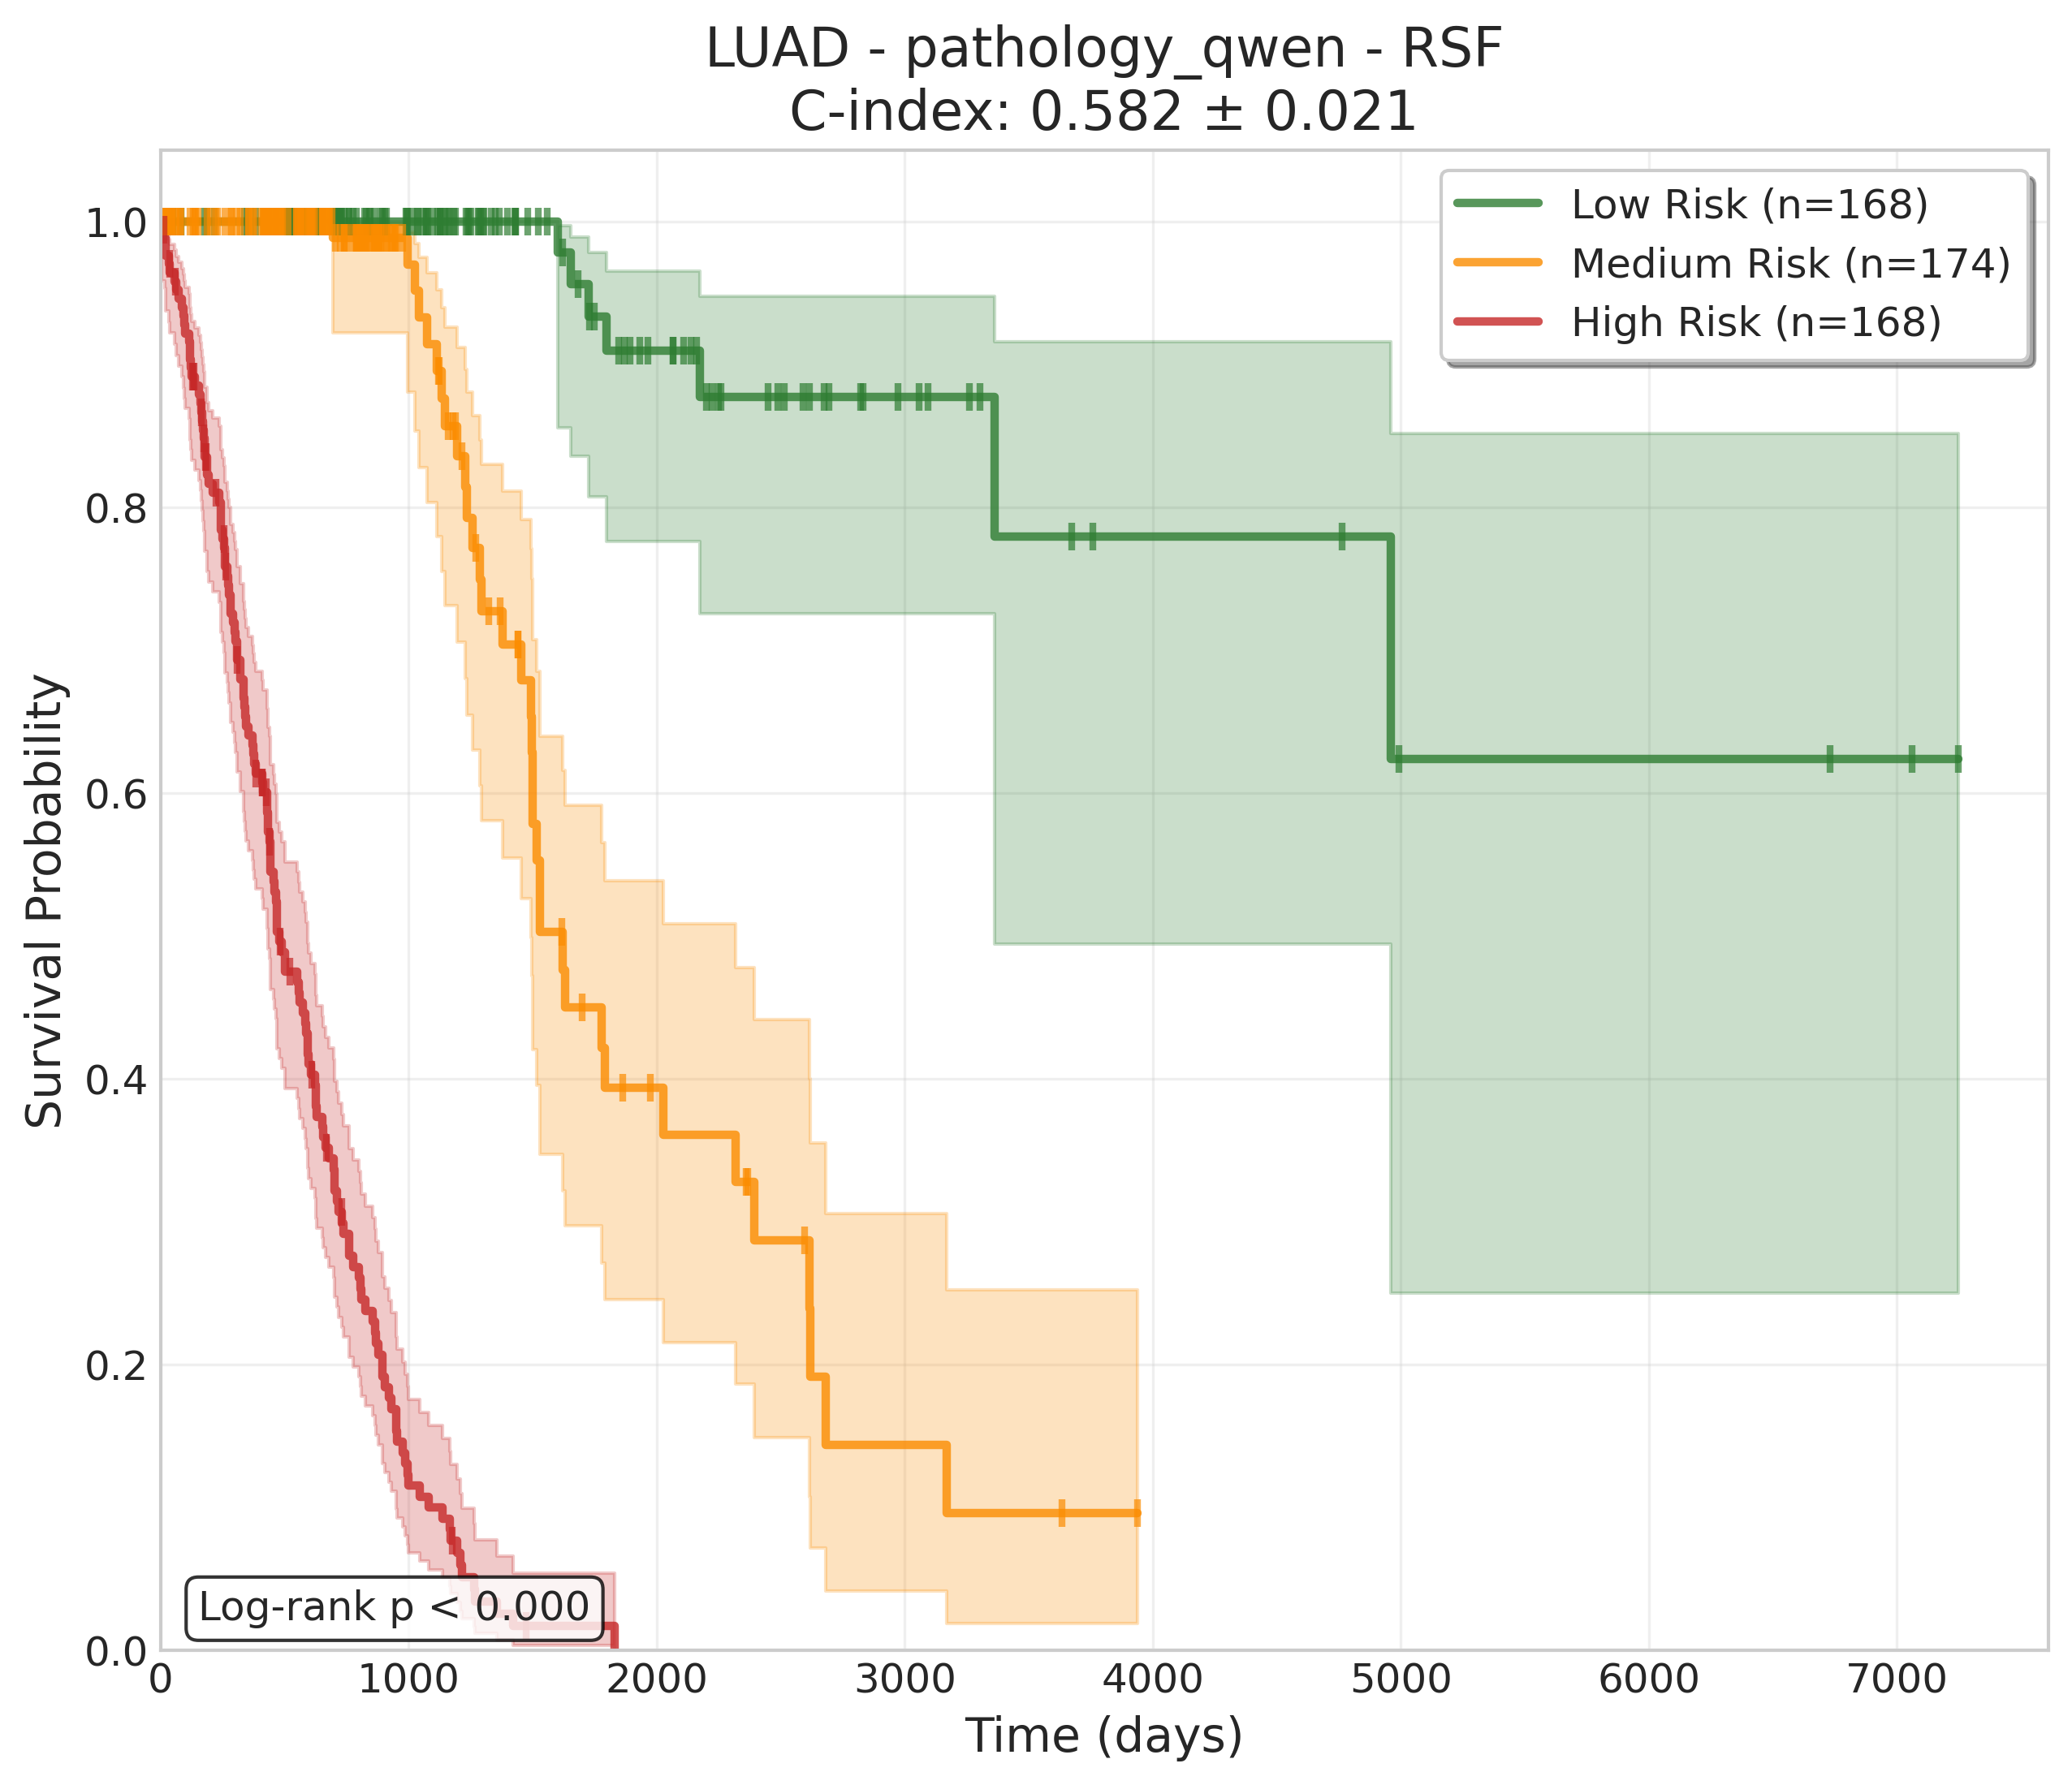 LUAD - pathology_qwen - RSF
C-index: 0.582 ± 0.021
Low Risk (n=168)
Medium Risk (n=174)
High Risk (n=168)
Survival Probability
1.0
0.8
0.6
0.4
0.2
0.0
Log-rank p < 0.000
0 1000 2000 3000 4000 5000 6000 7000
Time (days)